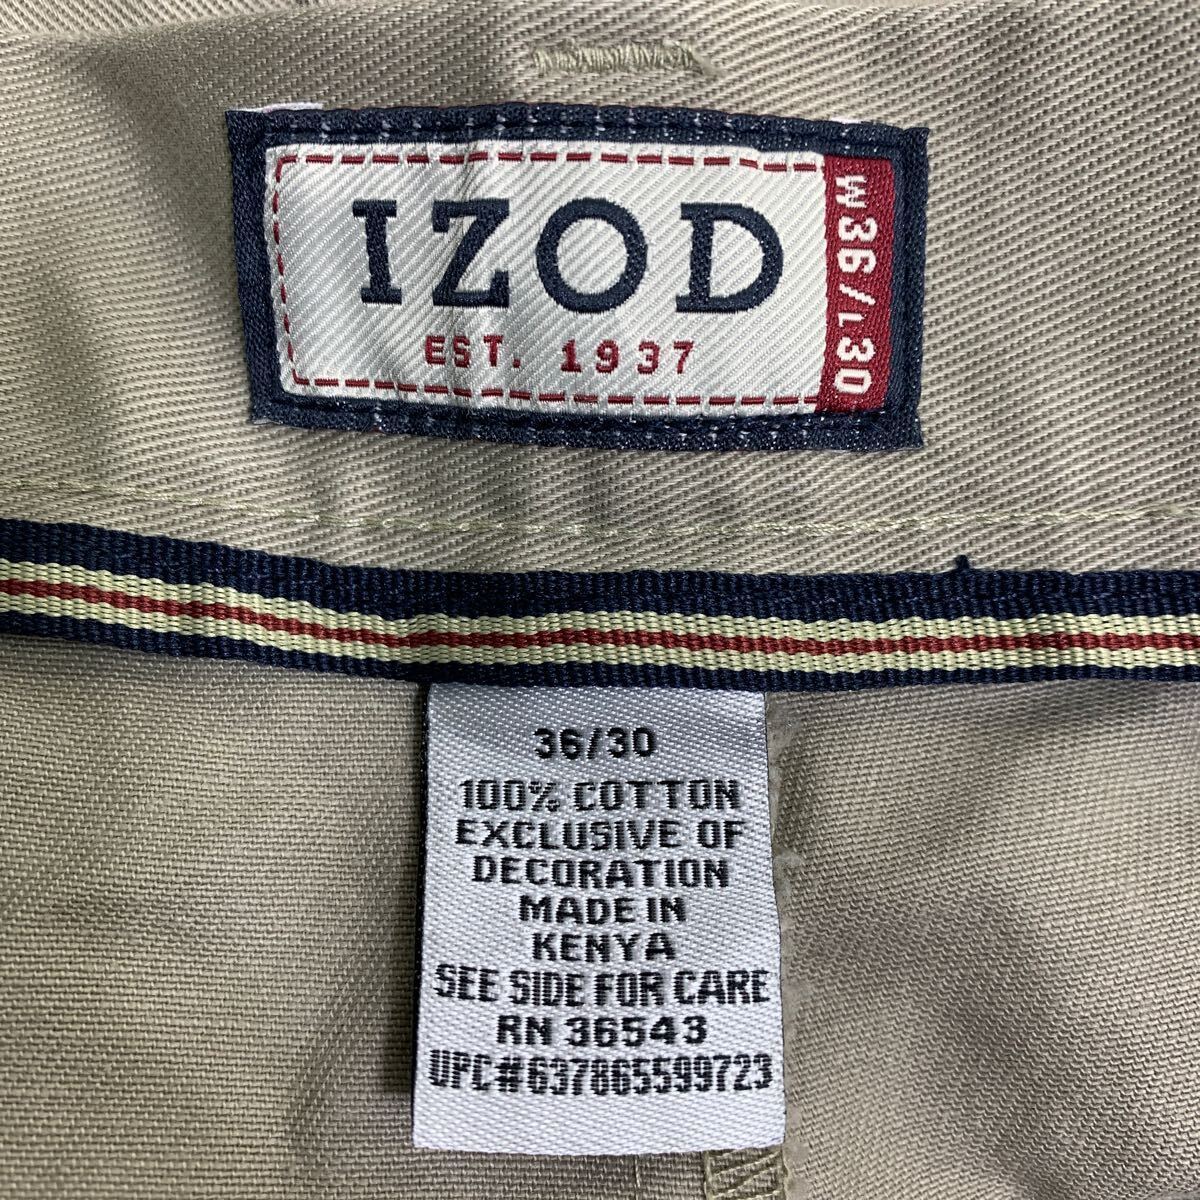 IZOD
EST. 1937
W36/L30
36/30
100% COTTON
EXCLUSIVE OF
DECORATION
MADE IN
KENYA
SEE SIDE FOR CARE
RN 36543
UPC#637865599723